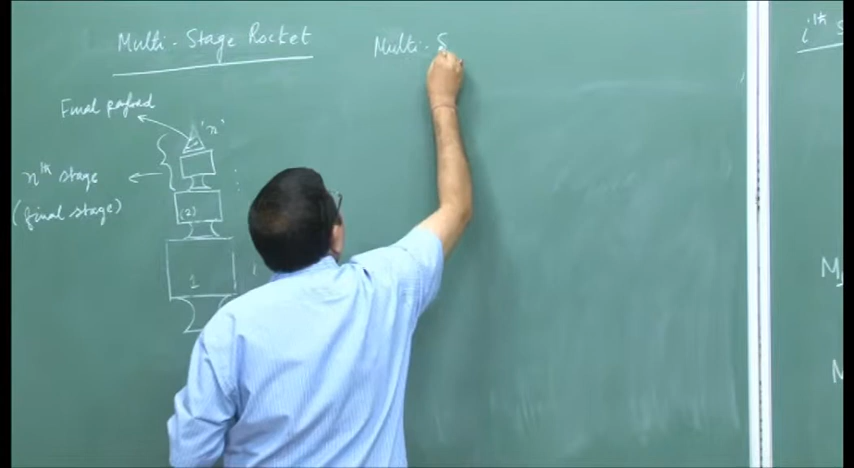 Multi-Stage Rocket
Multi-S
Final payload
'n'
nth stage
(final stage)
(2)
1
ith S